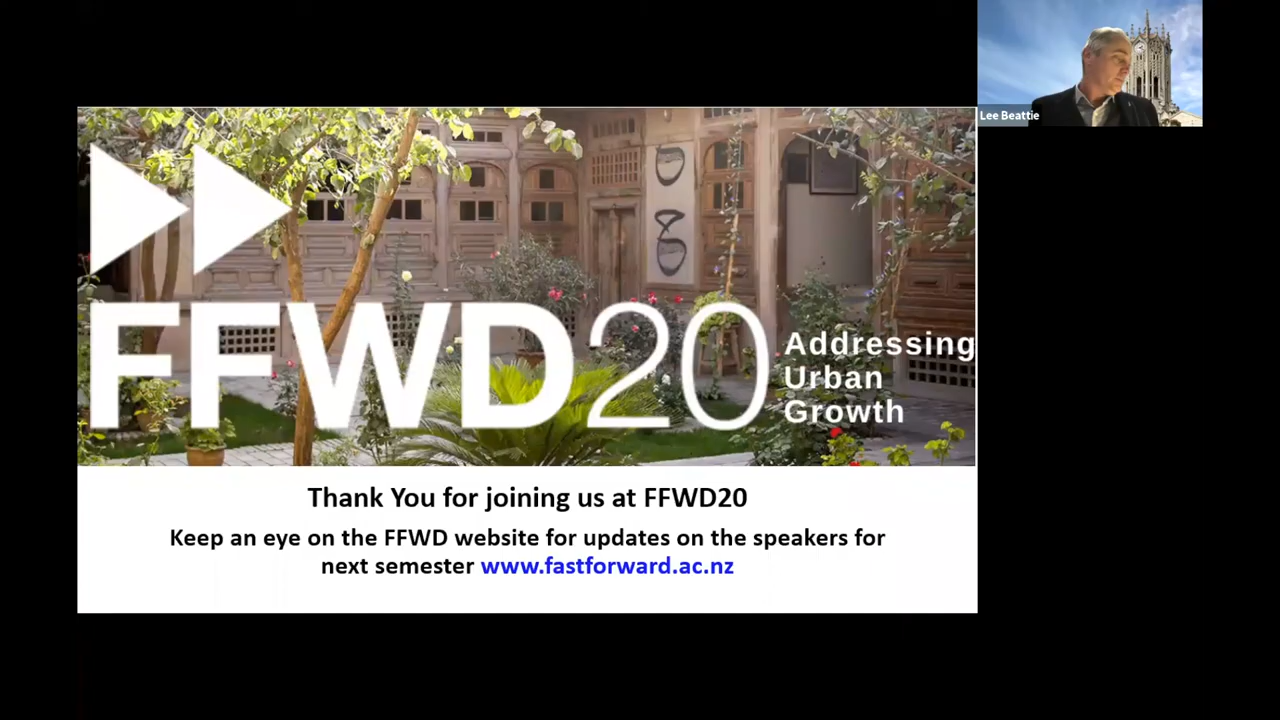 Lee Beattie
FFWD20
Addressing
Urban
Growth
Thank You for joining us at FFWD20
Keep an eye on the FFWD website for updates on the speakers for
next semester www.fastforward.ac.nz